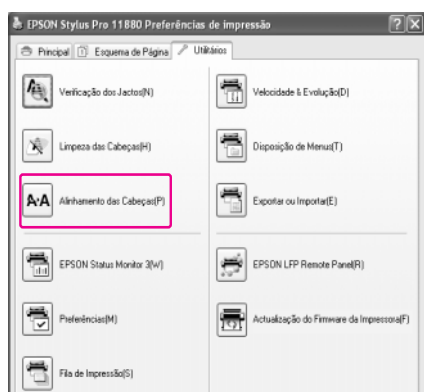 EPSON Stylus Pro 11880 Preferências de impressão
Principal Esquema de Página Utilitários
Verificação dos Jactos(N)
Velocidade & Evolução(D)
Limpeza das Cabeças(H)
Disposição de Menus(T)
A:A Alinhamento das Cabeças(P)
Exportar ou Importar(E)
EPSON Status Monitor 3(W)
EPSON LFP Remote Panel(R)
Preferências(M)
Actualização do Firmware da Impressora(F)
Fila de Impressão(S)